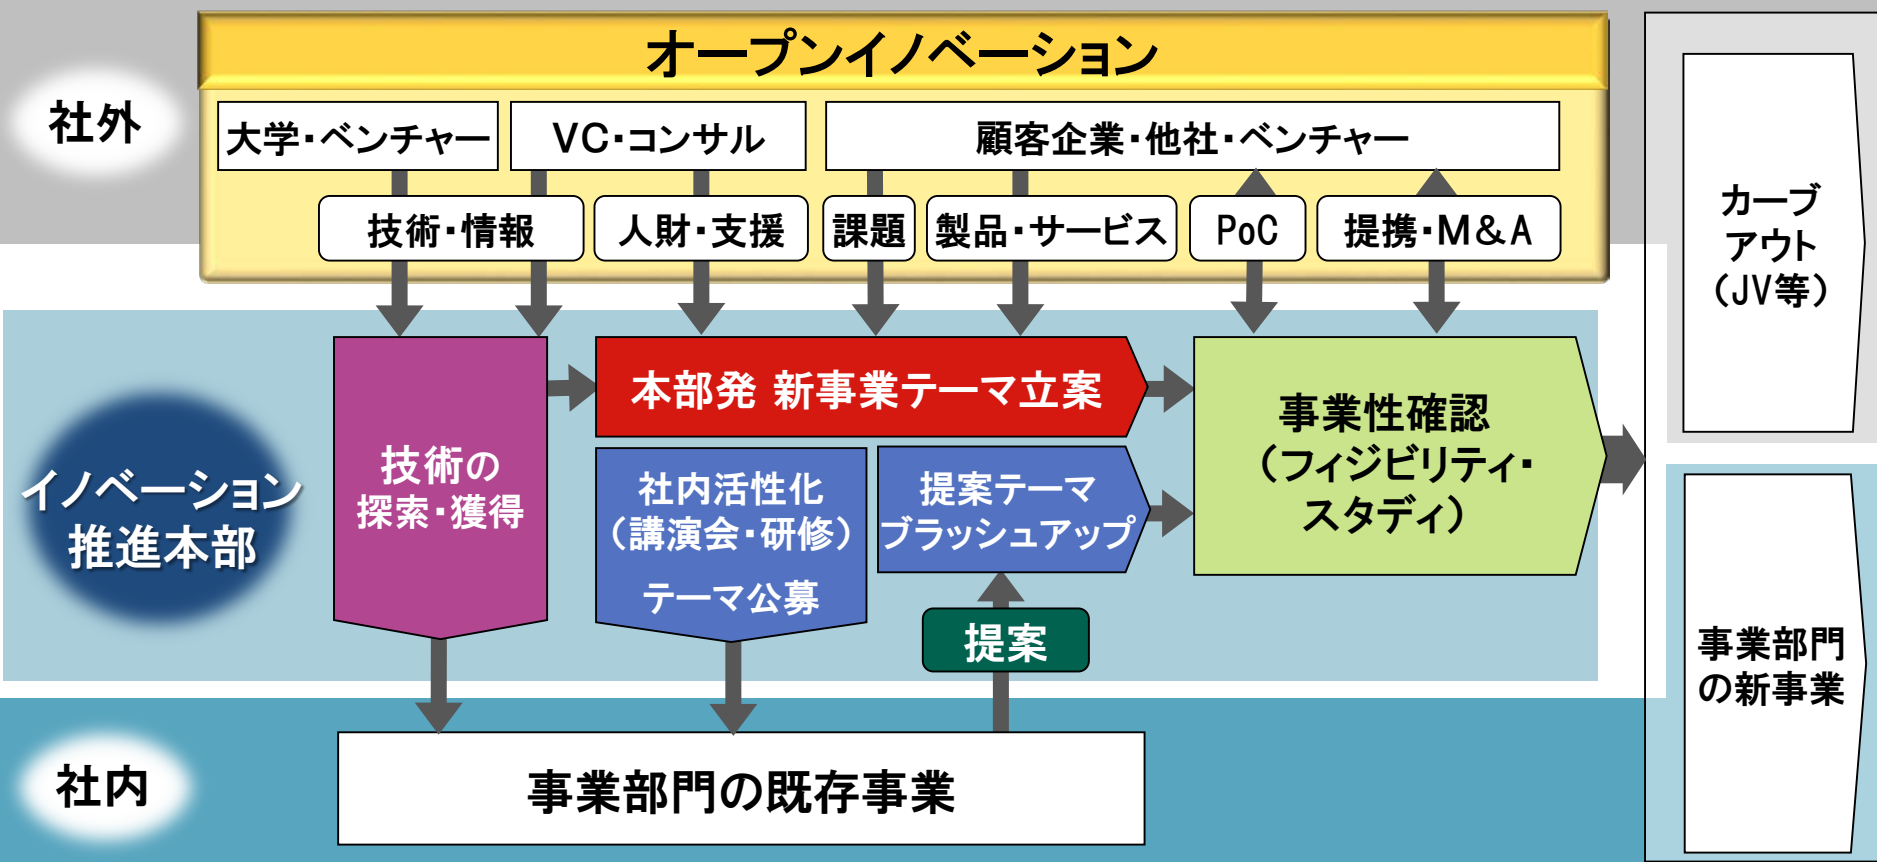 オープンイノベーション
社外
大学・ベンチャー
VC・コンサル
顧客企業・他社・ベンチャー
技術・情報
人財・支援
課題
製品・サービス
PoC
提携・M&A
カーブ
アウト
（JV等）
イノベーション
推進本部
技術の
探索・獲得
本部発 新事業テーマ立案
社内活性化
（講演会・研修）
テーマ公募
提案テーマ
ブラッシュアップ
提案
事業性確認
（フィジビリティ・
スタディ）
事業部門
の新事業
社内
事業部門の既存事業